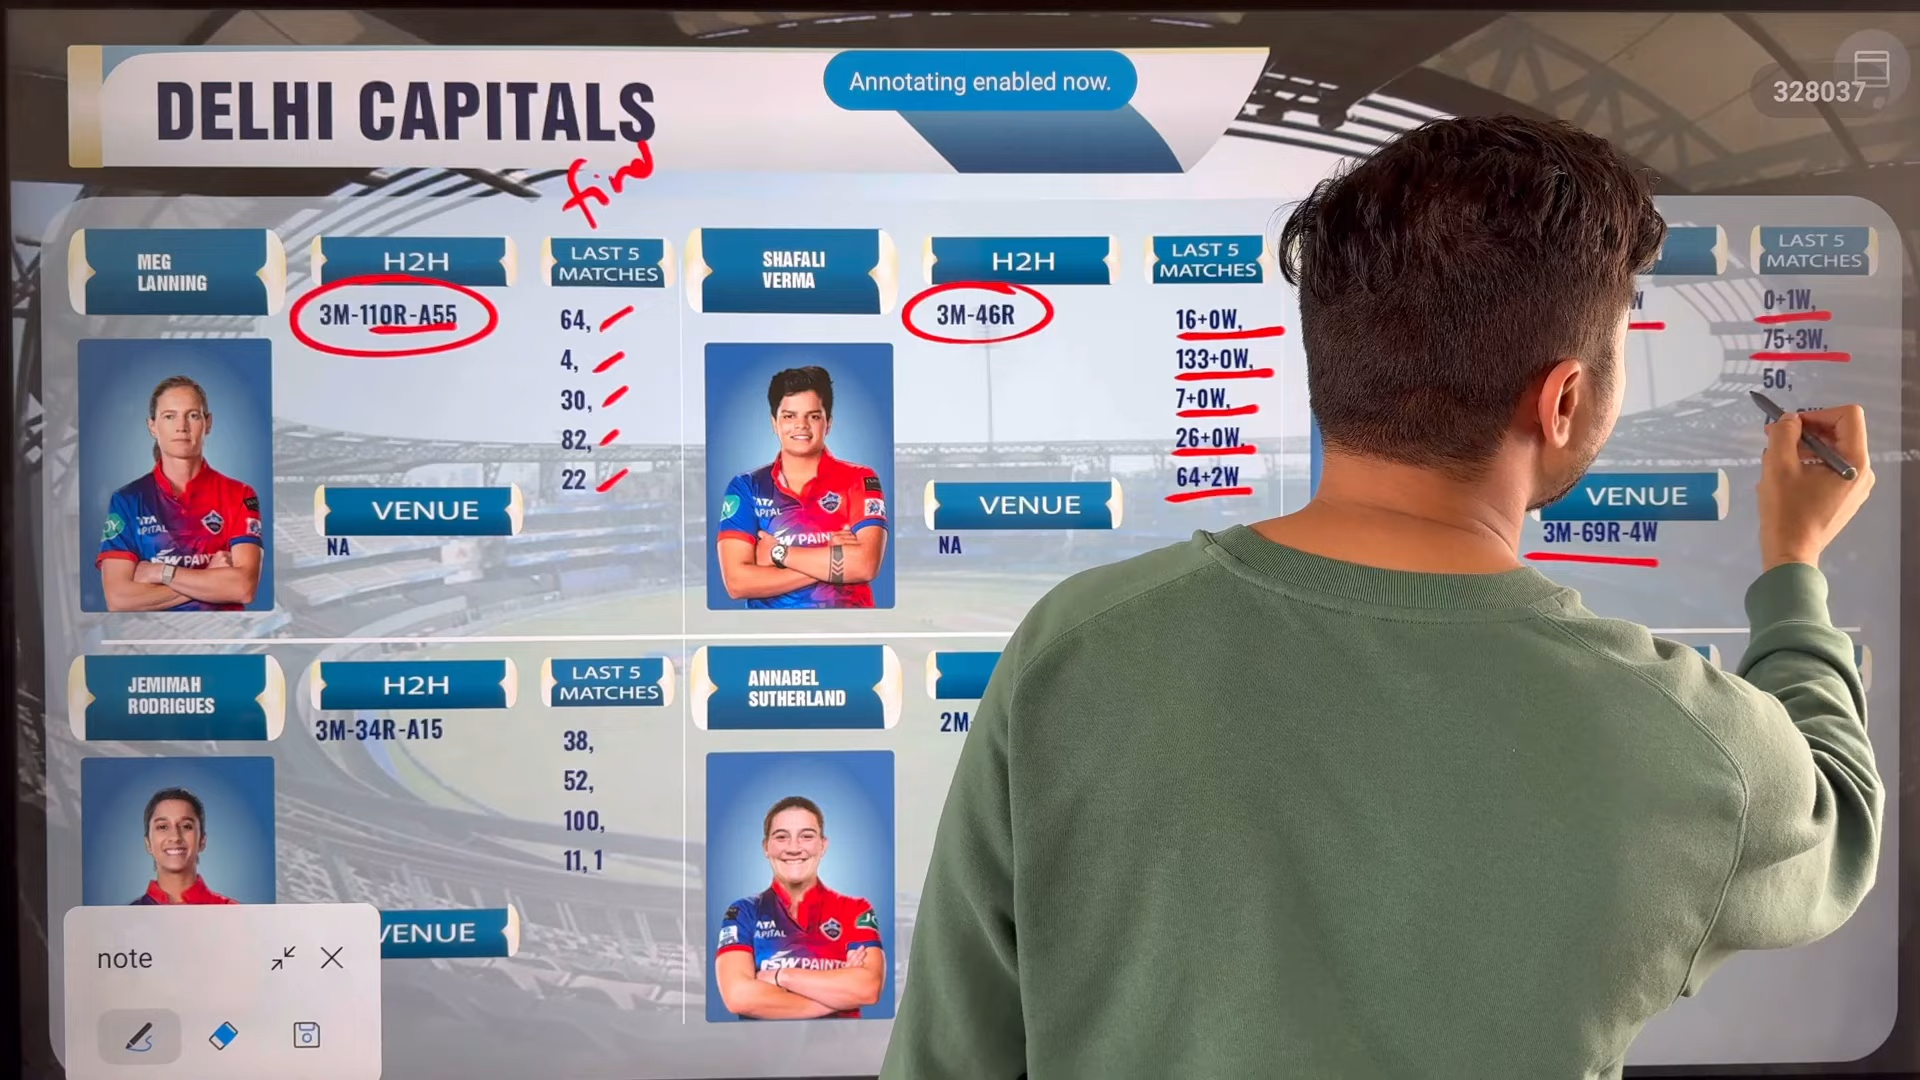 DELHI CAPITALS
Annotating enabled now.
328037
final
MEG
LANNING
H2H
3M-110R-A55
LAST 5
MATCHES
64,
4,
30,
82,
22
VENUE
NA
SHAFALI
VERMA
H2H
3M-46R
LAST 5
MATCHES
16+0W,
133+0W,
7+0W,
26+0W,
64+2W
VENUE
NA
LAST 5
MATCHES
0+1W,
75+3W,
50,
VENUE
3M-69R-4W
JEMIMAH
RODRIGUES
H2H
3M-34R-A15
LAST 5
MATCHES
38,
52,
100,
11, 1
VENUE
ANNABEL
SUTHERLAND
2M-
note